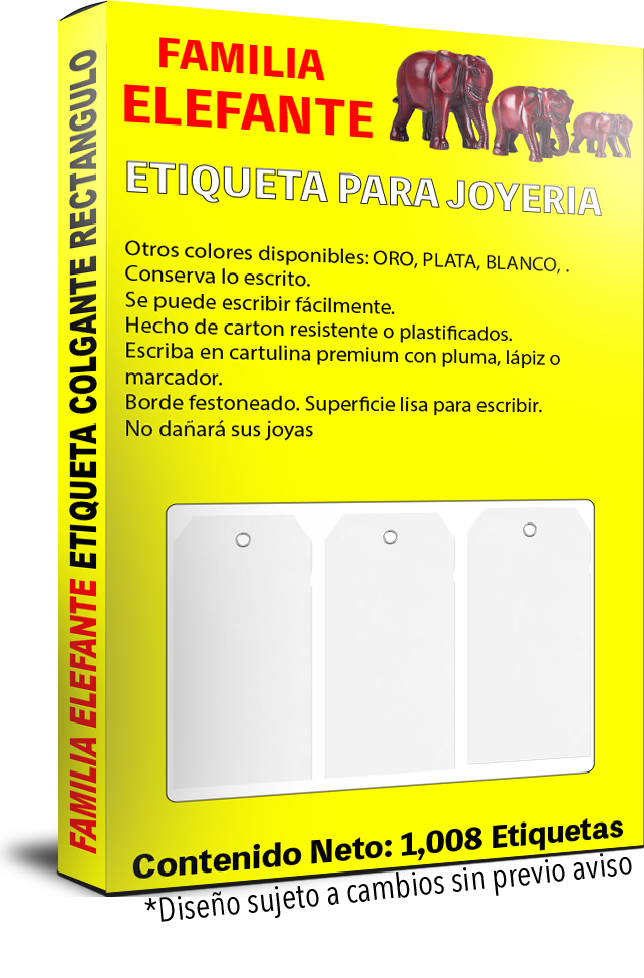 FAMILIA
ELEFANTE
ETIQUETA PARA JOYERIA
Otros colores disponibles: ORO, PLATA, BLANCO, .
Conserva lo escrito.
Se puede escribir fácilmente.
Hecho de carton resistente o plastificados.
Escriba en cartulina premium con pluma, lápiz o
marcador.
Borde festoneado. Superficie lisa para escribir.
No dañará sus joyas
Contenido Neto: 1,008 Etiquetas
*Diseño sujeto a cambios sin previo aviso
FAMILIA ELEFANTE ETIQUETA COLGANTE RECTANGULO